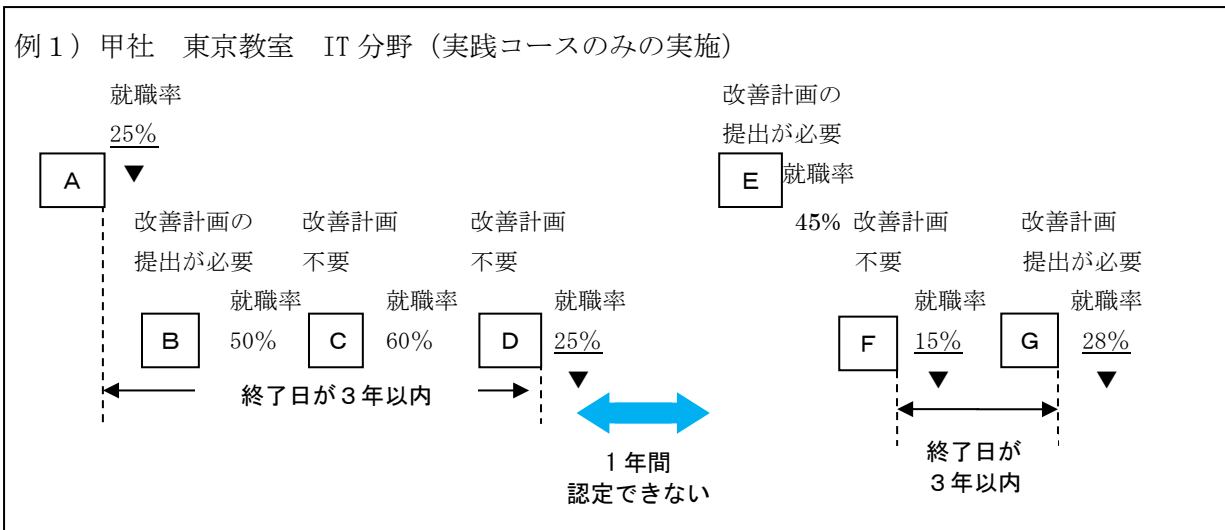 例１）甲社　東京教室　IT 分野（実践コースのみの実施）
就職率
25%
▼
A
改善計画の
提出が必要
E
就職率
45%
改善計画の
提出が必要
B
就職率
50%
改善計画
不要
C
就職率
60%
改善計画
不要
D
就職率
25%
▼
終了日が３年以内
１年間
認定できない
改善計画
不要
F
就職率
15%
▼
改善計画
提出が必要
G
就職率
28%
▼
終了日が
３年以内